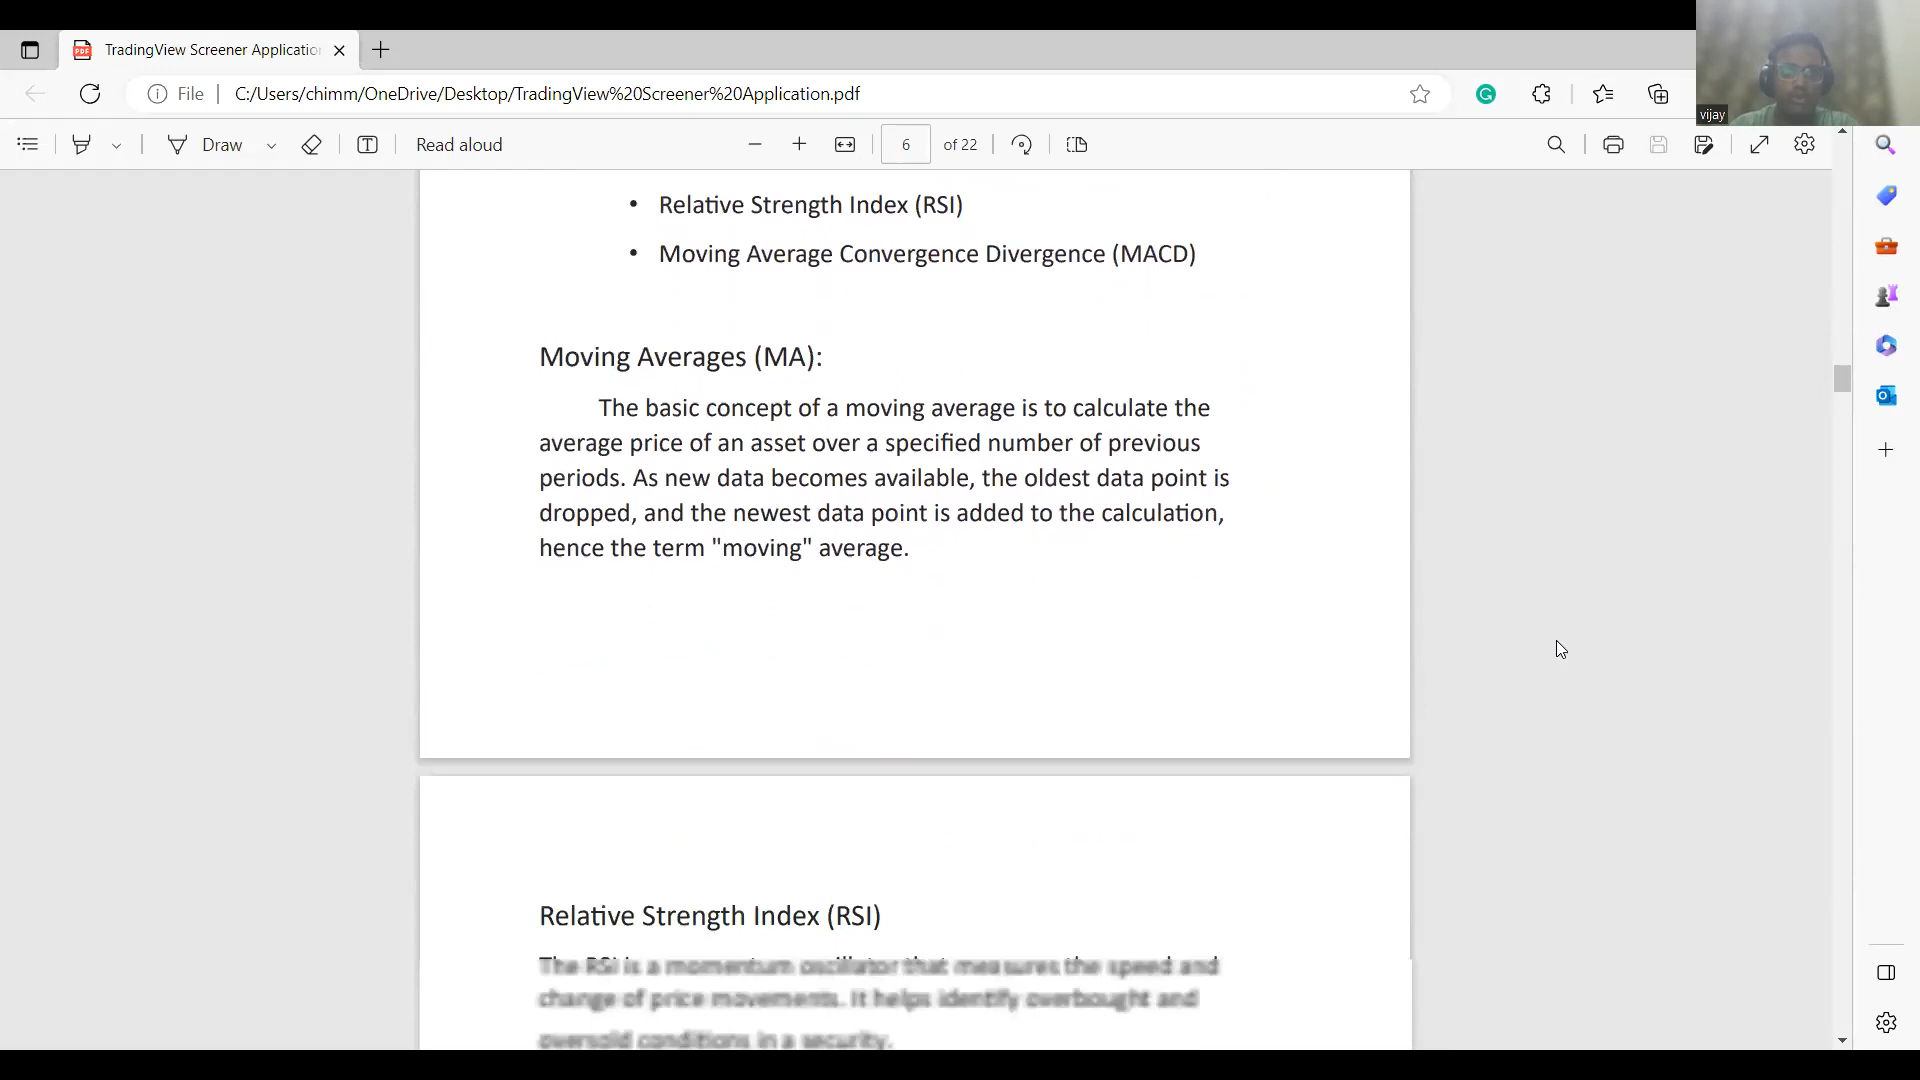 TradingView Screener Applicatio
File
C:/Users/chimm/OneDrive/Desktop/TradingView%20Screener%20Application.pdf
vijay
Draw
Read aloud
6
of 22
• Relative Strength Index (RSI)
• Moving Average Convergence Divergence (MACD)
Moving Averages (MA):
The basic concept of a moving average is to calculate the
average price of an asset over a specified number of previous
periods. As new data becomes available, the oldest data point is
dropped, and the newest data point is added to the calculation,
hence the term "moving" average.
Relative Strength Index (RSI)
The RSI is a momentum oscillator that measures the speed and
change of price movements. It helps identify overbought and
oversold conditions in a security.